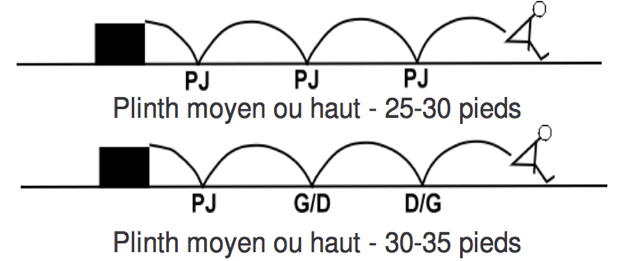 PJ PJ PJ
Plinth moyen ou haut - 25-30 pieds
PJ G/D D/G
Plinth moyen ou haut - 30-35 pieds